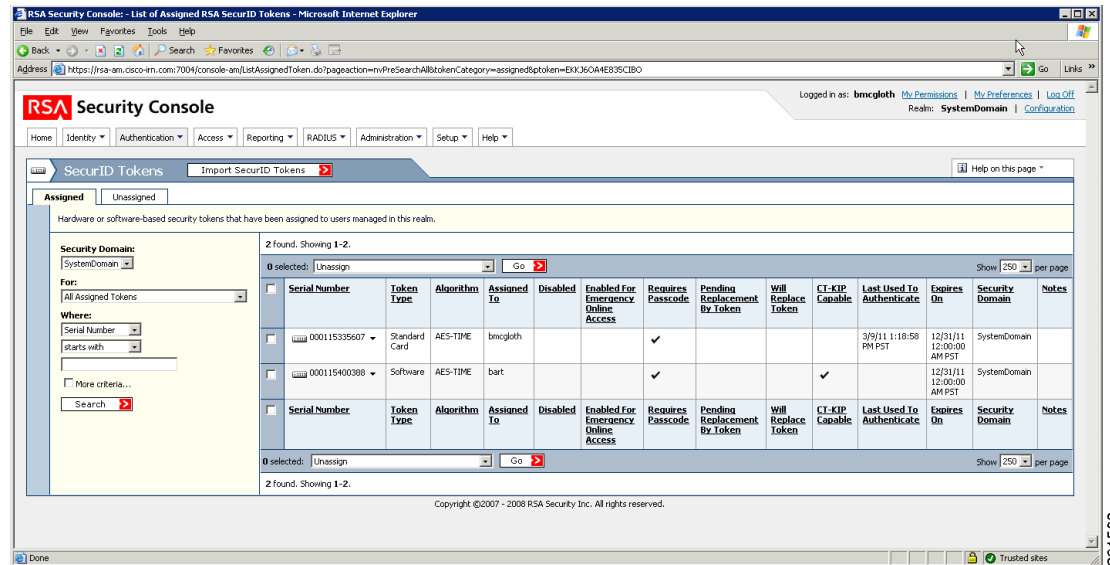 RSA Security Console: - List of Assigned RSA SecurID Tokens - Microsoft Internet Explorer
File Edit View Favorites Tools Help
Back Search Favorites
Address https://rsa-am.cisco-irn.com:7004/console-am/ListAssignedToken.do?pageaction=nvPreSearchAll&tokenCategory=assigned&ptoken=EKKJ6OA4E835CIBO Go Links »
Logged in as: bmcgloth My Permissions | My Preferences | Log Off
RSA Security Console
Realm: SystemDomain | Configuration
Home Identity Authentication Access Reporting RADIUS Administration Setup Help
SecurID Tokens Import SecurID Tokens Help on this page
Assigned Unassigned
Hardware or software-based security tokens that have been assigned to users managed in this realm.
Security Domain:
SystemDomain
For:
All Assigned Tokens
Where:
Serial Number
starts with
More criteria...
Search
2 found. Showing 1-2.
0 selected: Unassign Go Show 250 per page
Serial Number Token Type Algorithm Assigned To Disabled Enabled For Emergency Online Access Requires Passcode Pending Replacement By Token Will Replace Token CT-KIP Capable Last Used To Authenticate Expires On Security Domain Notes
000115335607 Standard Card AES-TIME bmcgloth ✓ 3/9/11 1:18:58 PM PST 12/31/11 12:00:00 AM PST SystemDomain
000115400388 Software AES-TIME bart ✓ ✓ 12/31/11 12:00:00 AM PST SystemDomain
Serial Number Token Type Algorithm Assigned To Disabled Enabled For Emergency Online Access Requires Passcode Pending Replacement By Token Will Replace Token CT-KIP Capable Last Used To Authenticate Expires On Security Domain Notes
0 selected: Unassign Go Show 250 per page
2 found. Showing 1-2.
Copyright ©2007 - 2008 RSA Security Inc. All rights reserved.
Done Trusted sites